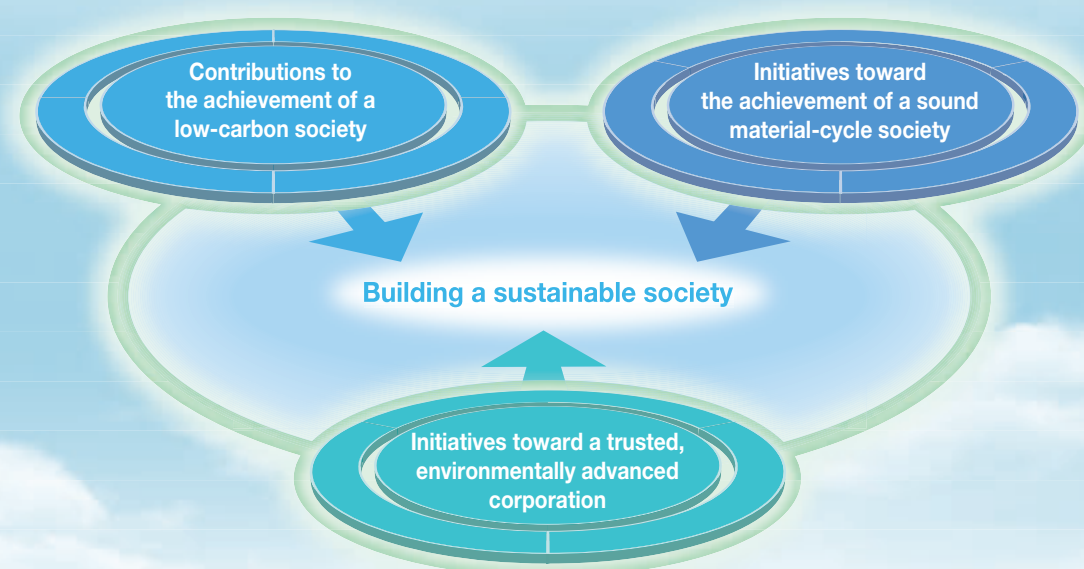 Contributions to
the achievement of a
low-carbon society
Initiatives toward
the achievement of a sound
material-cycle society
Building a sustainable society
Initiatives toward a trusted,
environmentally advanced
corporation